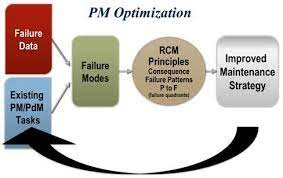 PM Optimization
Failure
Data
Existing
PM/PdM
Tasks
Failure
Modes
RCM
Principles
Consequence
Failure Patterns
P to F
(failure quadrants)
Improved
Maintenance
Strategy